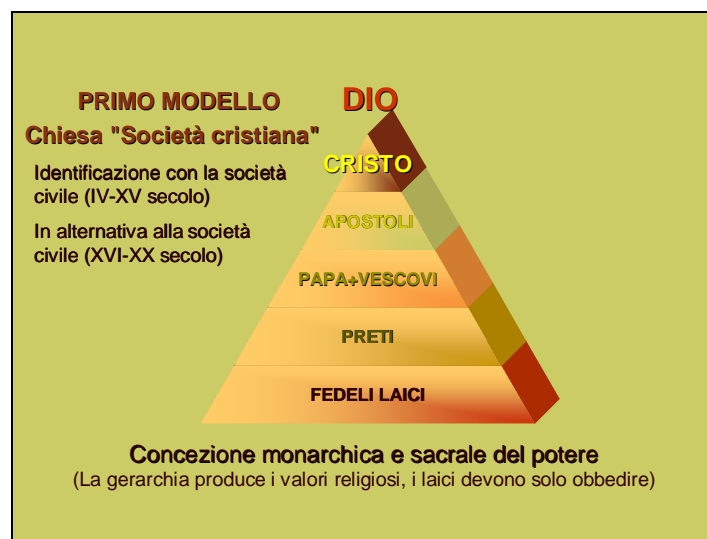 PRIMO MODELLO
Chiesa "Società cristiana"
Identificazione con la società
civile (IV-XV secolo)
In alternativa alla società
civile (XVI-XX secolo)
DIO
CRISTO
APOSTOLI
PAPA+VESCOVI
PRETI
FEDELI LAICI
Concezione monarchica e sacrale del potere
(La gerarchia produce i valori religiosi, i laici devono solo obbedire)